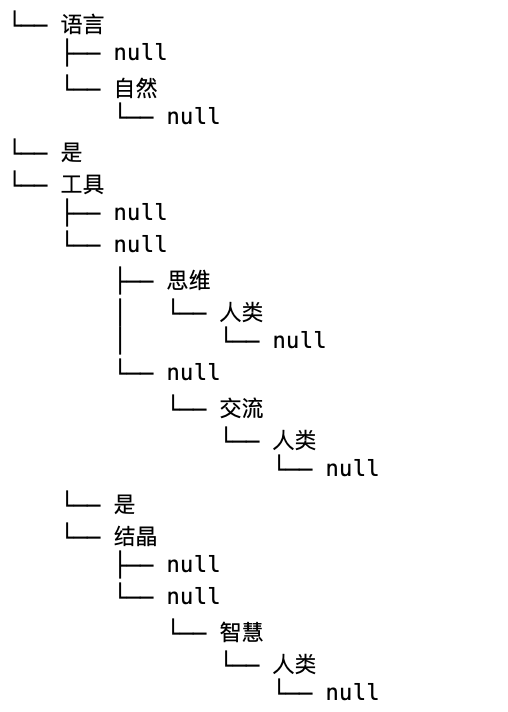 └── 语言
    ├── null
    └── 自然
        └── null
└── 是
└── 工具
    ├── null
    └── null
        ├── 思维
        │   └── 人类
        │       └── null
        └── null
            └── 交流
                └── 人类
                    └── null
    └── 是
    └── 结晶
        ├── null
        └── null
            └── 智慧
                └── 人类
                    └── null